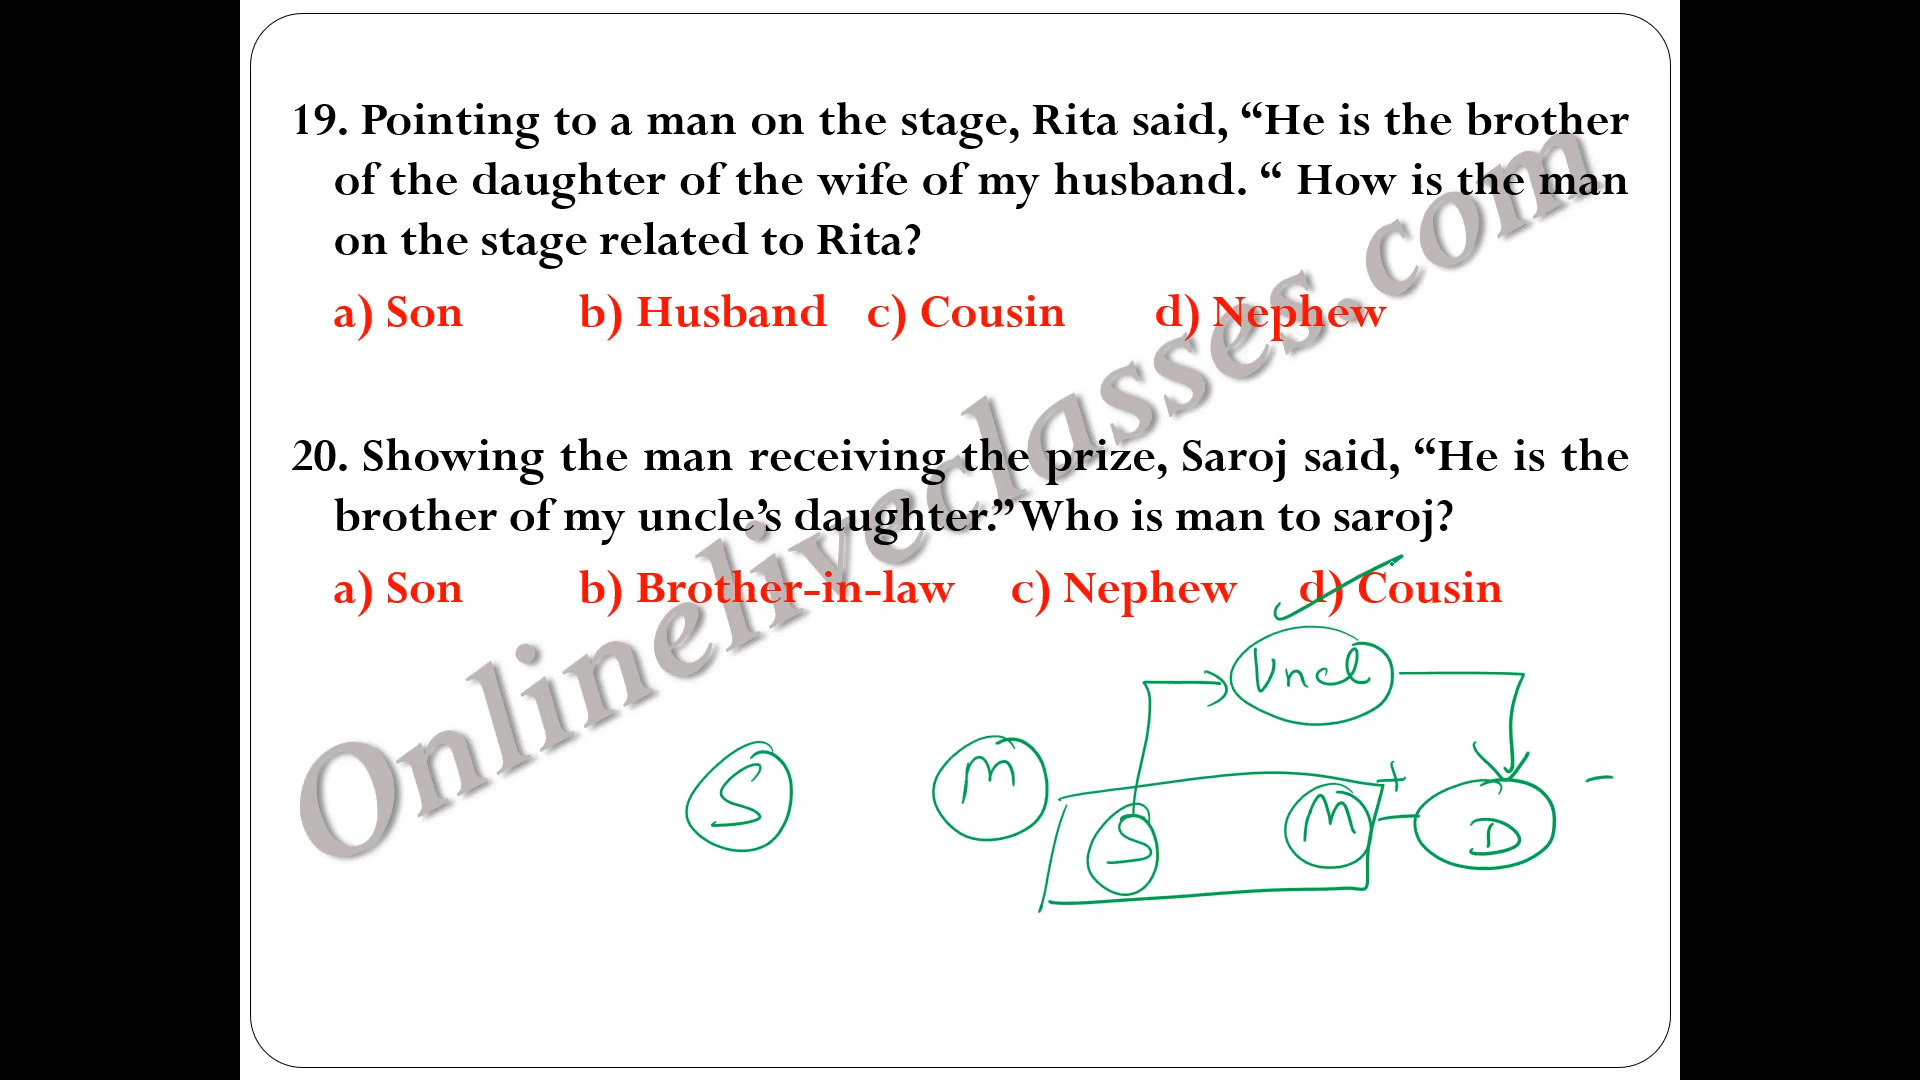 19. Pointing to a man on the stage, Rita said, “He is the brother
of the daughter of the wife of my husband. “ How is the man
on the stage related to Rita?
a) Son b) Husband c) Cousin d) Nephew
20. Showing the man receiving the prize, Saroj said, “He is the
brother of my uncle’s daughter.” Who is man to saroj?
a) Son b) Brother-in-law c) Nephew d) Cousin
Onlineliveclasses.com
Uncl
S M S M + D –